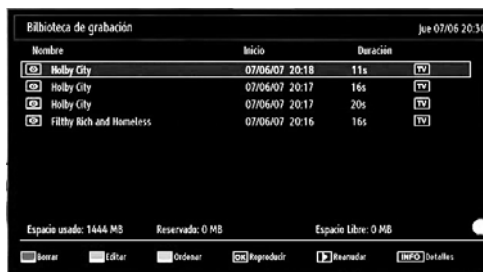 Bilbioteca de grabación jue 07/06 20:30
Nombre Inicio Duración
Holby City 07/06/07 20:18 11s TV
Holby City 07/06/07 20:17 16s TV
Holby City 07/06/07 20:17 20s TV
Filthy Rich and Homeless 07/06/07 20:16 16s TV
Espacio usado: 1444 MB Reservado: 0 MB Espacio Libre: 0 MB
Borrar Editar Ordenar OK Reproducir Reanudar INFO Detalles